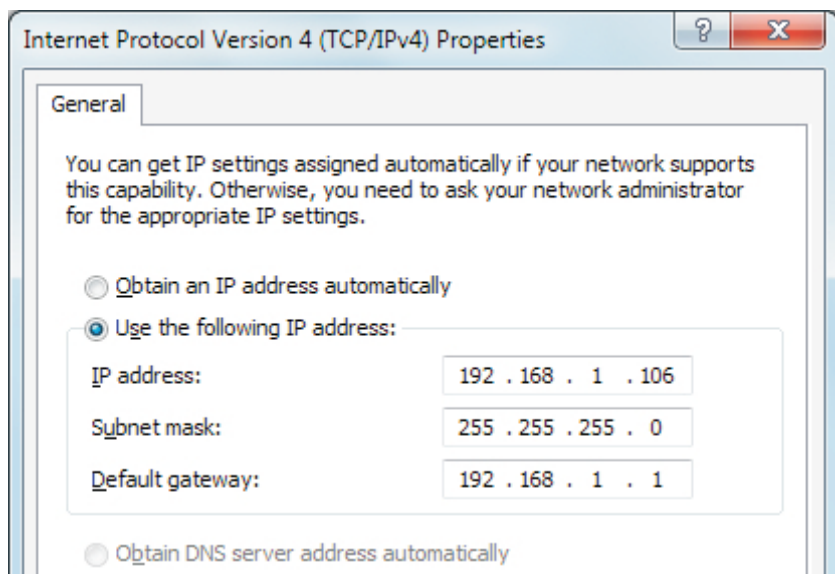 Internet Protocol Version 4 (TCP/IPv4) Properties
?
X
General
You can get IP settings assigned automatically if your network supports
this capability. Otherwise, you need to ask your network administrator
for the appropriate IP settings.
Obtain an IP address automatically
Use the following IP address:
IP address: 192 . 168 . 1 . 106
Subnet mask: 255 . 255 . 255 . 0
Default gateway: 192 . 168 . 1 . 1
Obtain DNS server address automatically